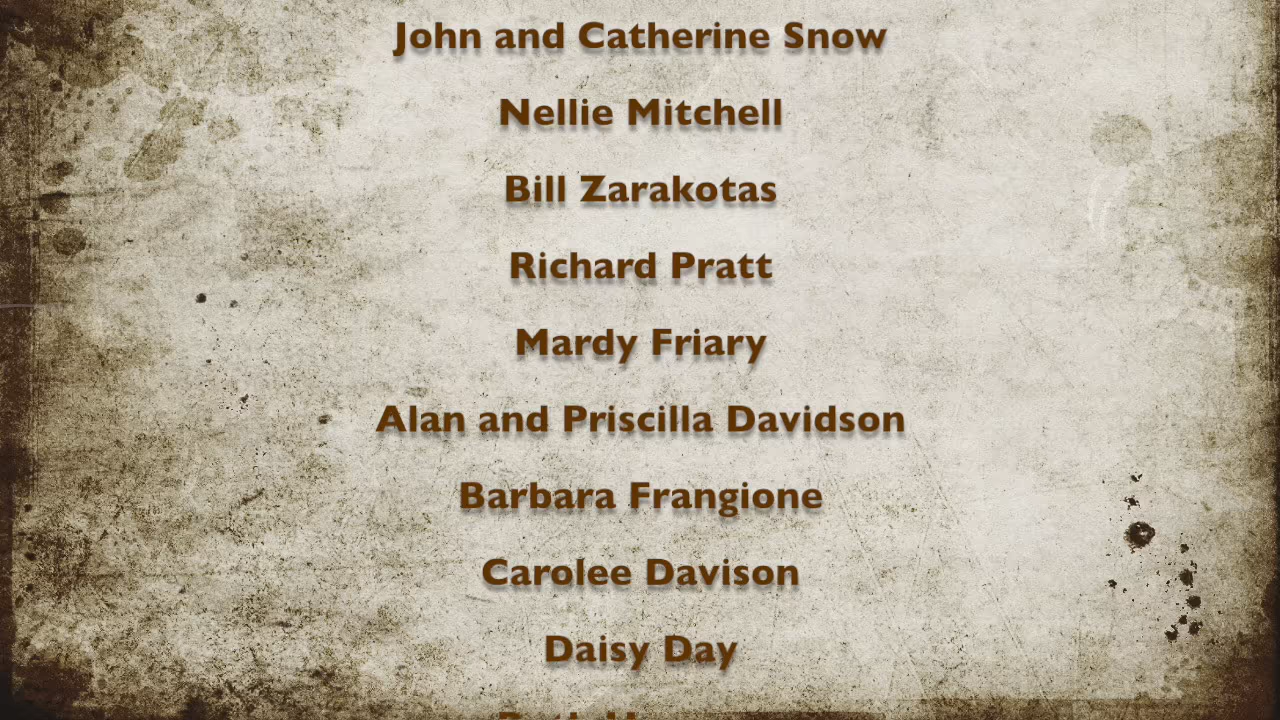 John and Catherine Snow
Nellie Mitchell
Bill Zarakotas
Richard Pratt
Mardy Friary
Alan and Priscilla Davidson
Barbara Frangione
Carolee Davison
Daisy Day